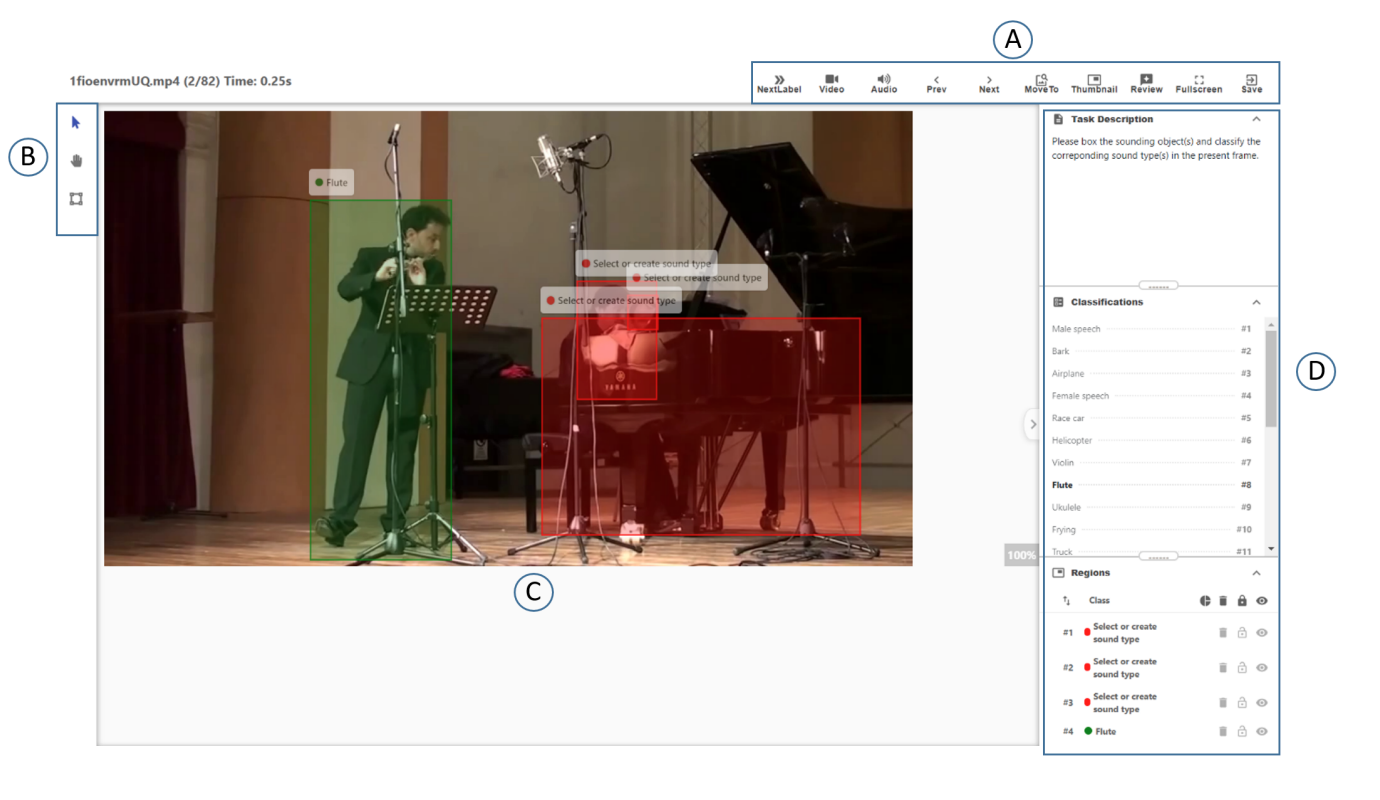 A
1fioenvrmUQ.mp4 (2/82) Time: 0.25s
NextLabel Video Audio Prev Next MoveTo Thumbnail Review Fullscreen Save
B
Flute
Select or create sound type
Select or create sound type
Select or create sound type
YAMAHA
100%
C
Task Description
Please box the sounding object(s) and classify the
correponding sound type(s) in the present frame.
Classifications
Male speech #1
Bark #2
Airplane #3
Female speech #4
Race car #5
Helicopter #6
Violin #7
Flute #8
Ukulele #9
Frying #10
Truck #11
D
Regions
Class
#1 Select or create
sound type
#2 Select or create
sound type
#3 Select or create
sound type
#4 Flute